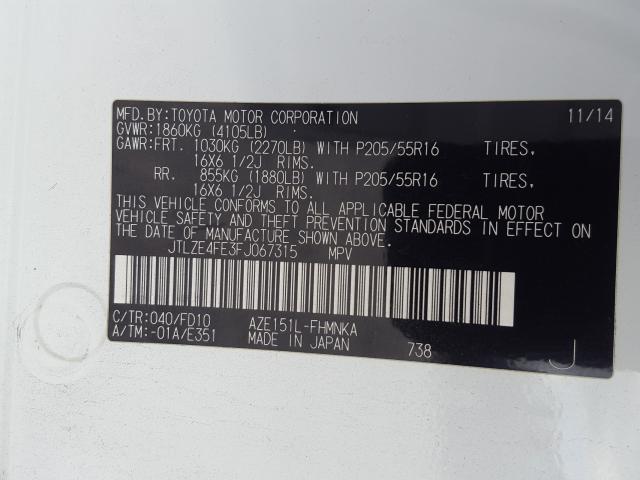 MFD.BY:TOYOTA MOTOR CORPORATION 11/14
GVWR:1860KG (4105LB)
GAWR:FRT. 1030KG (2270LB) WITH P205/55R16 TIRES,
16X6 1/2J RIMS.
RR. 855KG (1880LB) WITH P205/55R16 TIRES,
16X6 1/2J RIMS.
THIS VEHICLE CONFORMS TO ALL APPLICABLE FEDERAL MOTOR
VEHICLE SAFETY AND THEFT PREVENTION STANDARDS IN EFFECT ON
THE DATE OF MANUFACTURE SHOWN ABOVE.
JTLZE4FE3FJ067315 MPV
C/TR:040/FD10 AZE151L-FHMNKA
A/TM:-01A/E351 MADE IN JAPAN 738 J